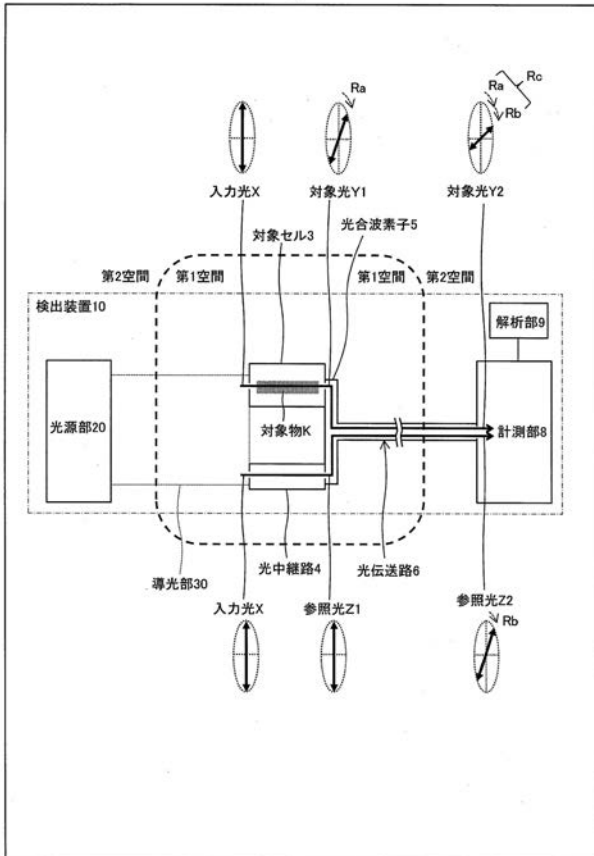 Rc
Ra
Ra
Rb
入力光X
対象光Y1
対象光Y2
光合波素子5
対象セル3
第2空間
第1空間
第1空間
第2空間
検出装置10
解析部9
光源部20
対象物K
計測部8
光中継路4
光伝送路6
導光部30
入力光X
参照光Z1
参照光Z2
Rb